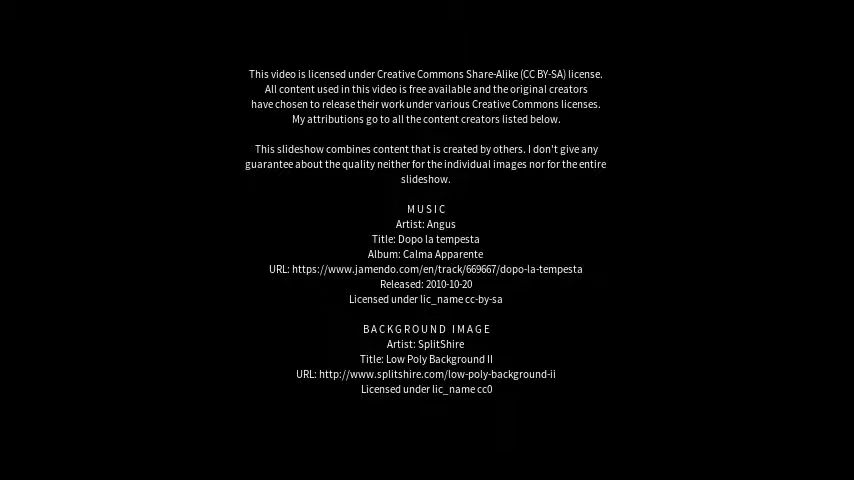 This video is licensed under Creative Commons Share-Alike (CC BY-SA) license.
All content used in this video is free available and the original creators
have chosen to release their work under various Creative Commons licenses.
My attributions go to all the content creators listed below.
This slideshow combines content that is created by others. I don't give any
guarantee about the quality neither for the individual images nor for the entire
slideshow.
MUSIC
Artist: Angus
Title: Dopo la tempesta
Album: Calma Apparente
URL: https://www.jamendo.com/en/track/669667/dopo-la-tempesta
Released: 2010-10-20
Licensed under lic_name cc-by-sa
BACKGROUND IMAGE
Artist: SplitShire
Title: Low Poly Background II
URL: http://www.splitshire.com/low-poly-background-ii
Licensed under lic_name cc0